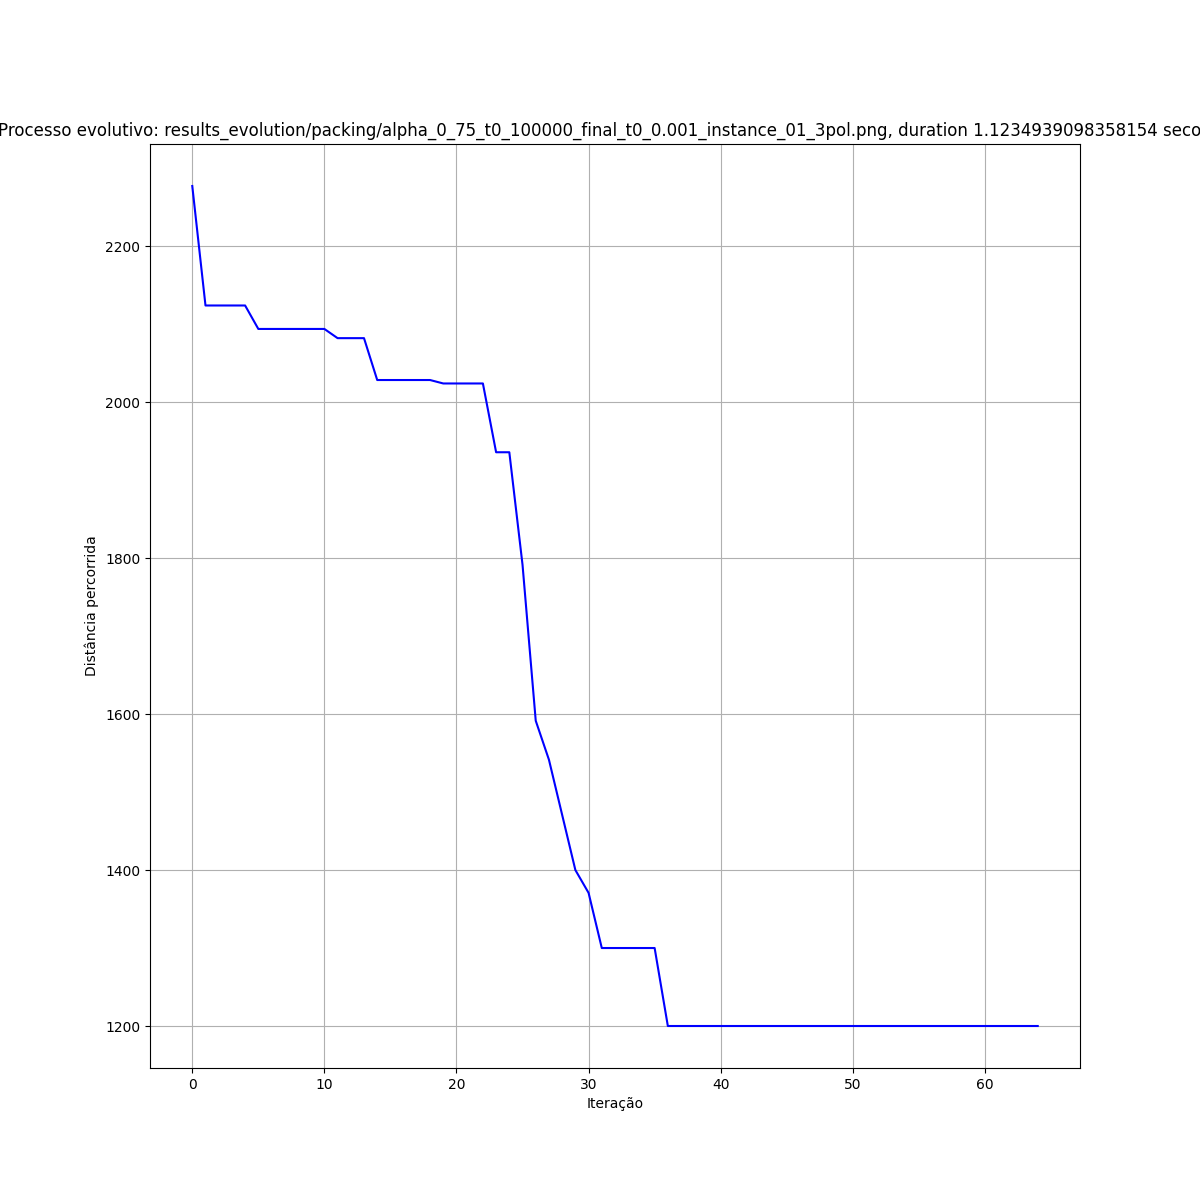 Processo evolutivo: results_evolution/packing/alpha_0_75_t0_100000_final_t0_0.001_instance_01_3pol.png, duration 1.1234939098358154 seco
2200
2000
1800
1600
1400
1200
Distância percorrida
0 10 20 30 40 50 60
Iteração